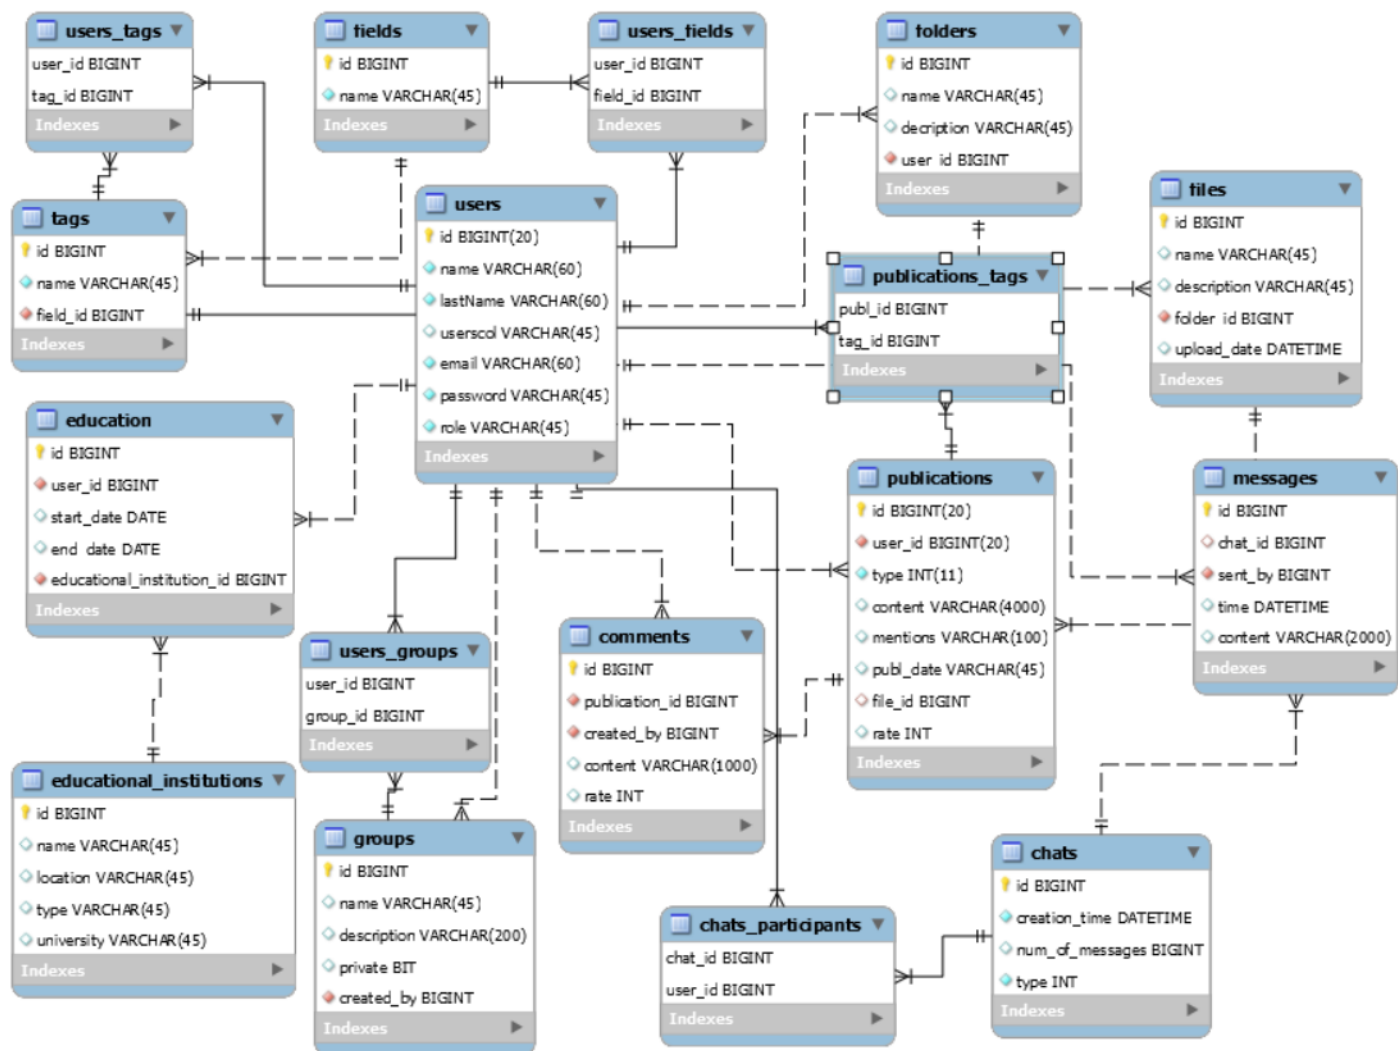 users_tags
user_id BIGINT
tag_id BIGINT
Indexes
fields
id BIGINT
name VARCHAR(45)
Indexes
users_fields
user_id BIGINT
field_id BIGINT
Indexes
folders
id BIGINT
name VARCHAR(45)
decription VARCHAR(45)
user_id BIGINT
Indexes
files
id BIGINT
name VARCHAR(45)
description VARCHAR(45)
folder_id BIGINT
upload_date DATETIME
Indexes
tags
id BIGINT
name VARCHAR(45)
field_id BIGINT
Indexes
users
id BIGINT(20)
name VARCHAR(60)
lastName VARCHAR(60)
userscol VARCHAR(45)
email VARCHAR(60)
password VARCHAR(45)
role VARCHAR(45)
Indexes
publications_tags
publ_id BIGINT
tag_id BIGINT
Indexes
education
id BIGINT
user_id BIGINT
start_date DATE
end_date DATE
educational_institution_id BIGINT
Indexes
publications
id BIGINT(20)
user_id BIGINT(20)
type INT(11)
content VARCHAR(4000)
mentions VARCHAR(100)
publ_date VARCHAR(45)
file_id BIGINT
rate INT
Indexes
messages
id BIGINT
chat_id BIGINT
sent_by BIGINT
time DATETIME
content VARCHAR(2000)
Indexes
users_groups
user_id BIGINT
group_id BIGINT
Indexes
comments
id BIGINT
publication_id BIGINT
created_by BIGINT
content VARCHAR(1000)
rate INT
Indexes
educational_institutions
id BIGINT
name VARCHAR(45)
location VARCHAR(45)
type VARCHAR(45)
university VARCHAR(45)
Indexes
groups
id BIGINT
name VARCHAR(45)
description VARCHAR(200)
private BIT
created_by BIGINT
Indexes
chats_participants
chat_id BIGINT
user_id BIGINT
Indexes
chats
id BIGINT
creation_time DATETIME
num_of_messages BIGINT
type INT
Indexes